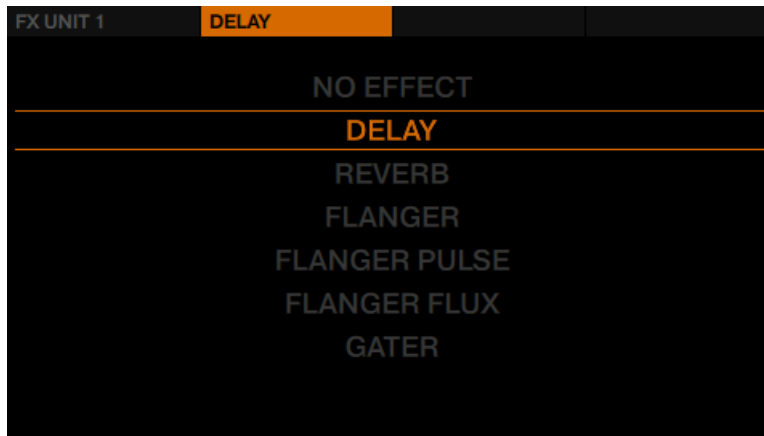 FX UNIT 1 DELAY
NO EFFECT
DELAY
REVERB
FLANGER
FLANGER PULSE
FLANGER FLUX
GATER